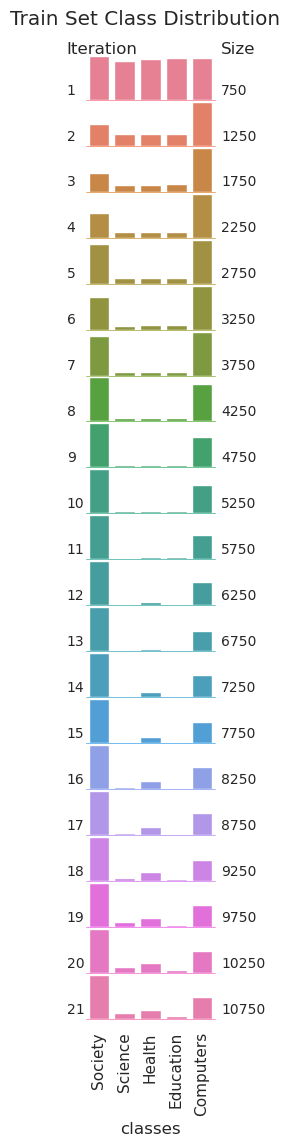 Train Set Class Distribution
Iteration Size
1 750
2 1250
3 1750
4 2250
5 2750
6 3250
7 3750
8 4250
9 4750
10 5250
11 5750
12 6250
13 6750
14 7250
15 7750
16 8250
17 8750
18 9250
19 9750
20 10250
21 10750
Society
Science
Health
Education
Computers
classes